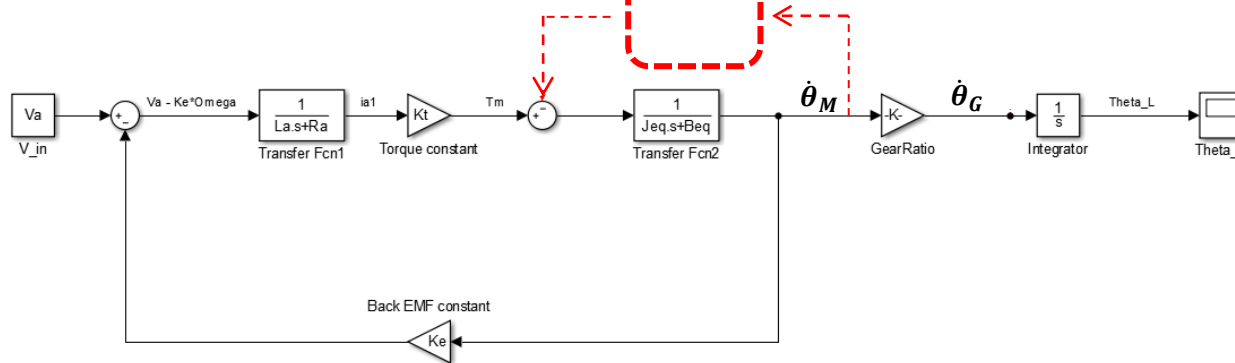 Va
V_in
+
−
Va - Ke*Omega
1
La.s+Ra
Transfer Fcn1
ia1
Kt
Torque constant
Tm
−
+
1
Jeq.s+Beq
Transfer Fcn2
θ̇M
-K-
GearRatio
θ̇G
1
s
Integrator
Theta_L
Theta_
Back EMF constant
Ke